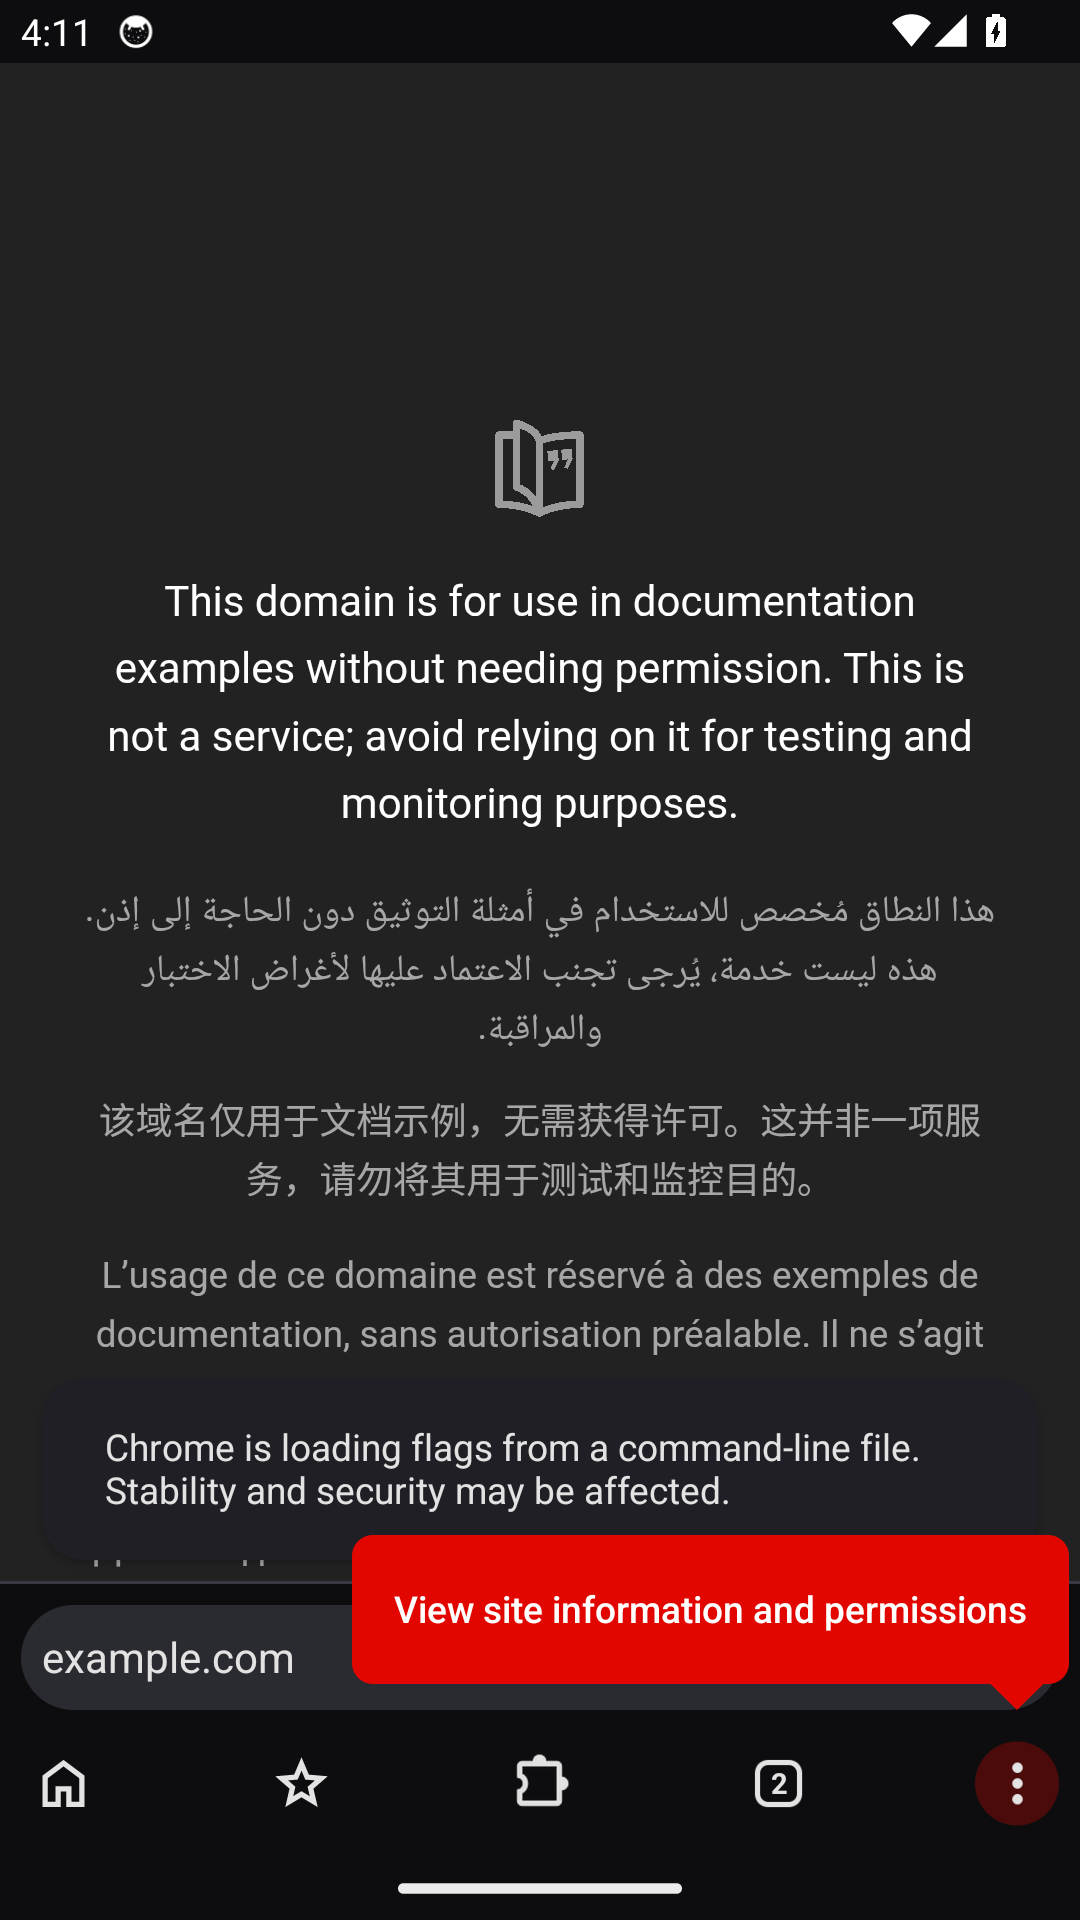 4:11
This domain is for use in documentation
examples without needing permission. This is
not a service; avoid relying on it for testing and
monitoring purposes.
هذا النطاق مُخصص للاستخدام في أمثلة التوثيق دون الحاجة إلى إذن.
هذه ليست خدمة، يُرجى تجنب الاعتماد عليها لأغراض الاختبار
والمراقبة.
该域名仅用于文档示例，无需获得许可。这并非一项服
务，请勿将其用于测试和监控目的。
L’usage de ce domaine est réservé à des exemples de
documentation, sans autorisation préalable. Il ne s’agit
Chrome is loading flags from a command-line file.
Stability and security may be affected.
View site information and permissions
example.com
2